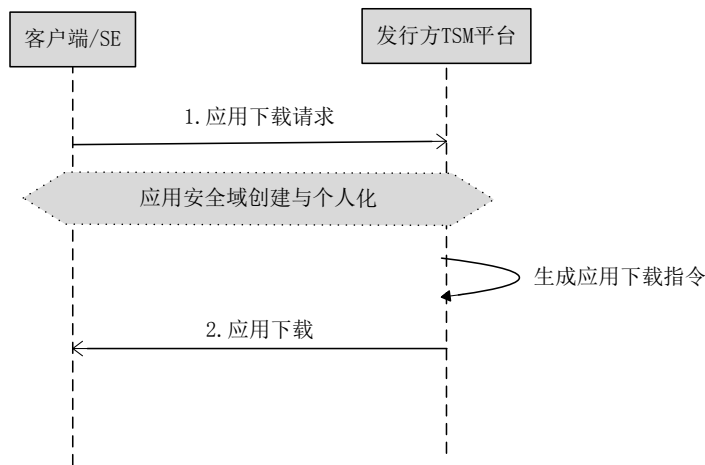 客户端/SE
发行方TSM平台
1.应用下载请求
应用安全域创建与个人化
生成应用下载指令
2.应用下载